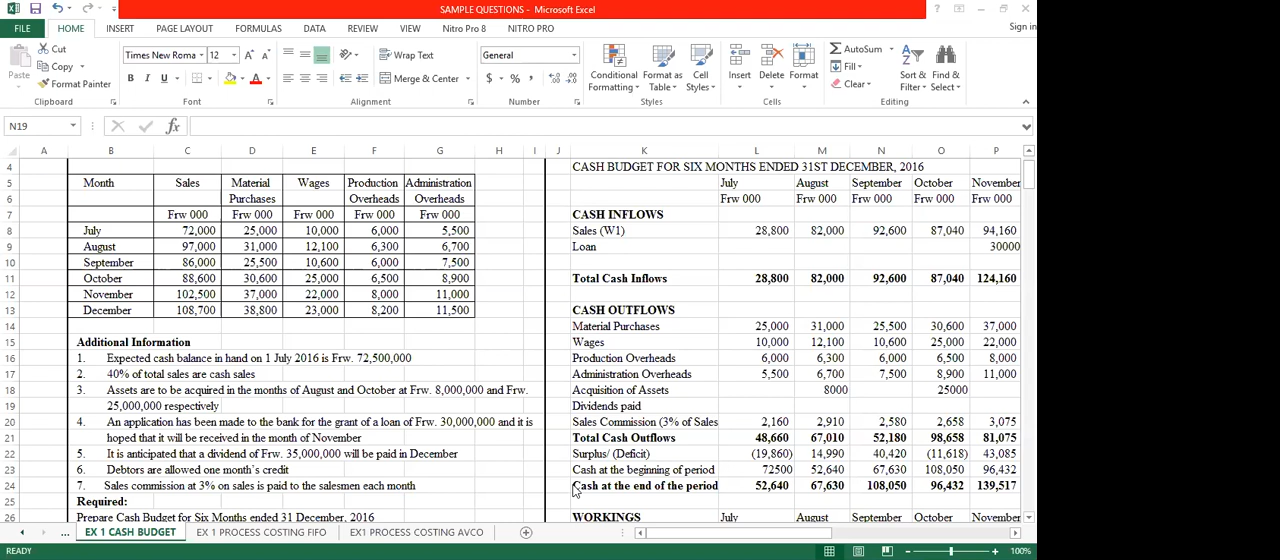 SAMPLE QUESTIONS - Microsoft Excel
Sign in
FILE HOME INSERT PAGE LAYOUT FORMULAS DATA REVIEW VIEW Nitro Pro 8 NITRO PRO
Paste Cut Copy Format Painter
Clipboard
Times New Roma 12
B I U
Font
Wrap Text
Merge & Center
Alignment
General
$ % ,
Number
Conditional Formatting Format as Table Cell Styles
Styles
Insert Delete Format
Cells
AutoSum Fill Clear
Sort & Filter Find & Select
Editing
N19 fx
A B C D E F G H I J K L M N O P
4 CASH BUDGET FOR SIX MONTHS ENDED 31ST DECEMBER, 2016
5 Month Sales Material Wages Production Administration July August September October November
6 Purchases Overheads Overheads Frw 000 Frw 000 Frw 000 Frw 000 Frw 000
7 Frw 000 Frw 000 Frw 000 Frw 000 Frw 000 CASH INFLOWS
8 July 72,000 25,000 10,000 6,000 5,500 Sales (W1) 28,800 82,000 92,600 87,040 94,160
9 August 97,000 31,000 12,100 6,300 6,700 Loan 30000
10 September 86,000 25,500 10,600 6,000 7,500
11 October 88,600 30,600 25,000 6,500 8,900 Total Cash Inflows 28,800 82,000 92,600 87,040 124,160
12 November 102,500 37,000 22,000 8,000 11,000
13 December 108,700 38,800 23,000 8,200 11,500 CASH OUTFLOWS
14 Material Purchases 25,000 31,000 25,500 30,600 37,000
15 Additional Information Wages 10,000 12,100 10,600 25,000 22,000
16 1. Expected cash balance in hand on 1 July 2016 is Frw. 72,500,000 Production Overheads 6,000 6,300 6,000 6,500 8,000
17 2. 40% of total sales are cash sales Administration Overheads 5,500 6,700 7,500 8,900 11,000
18 3. Assets are to be acquired in the months of August and October at Frw. 8,000,000 and Frw. Acquisition of Assets 8000 25000
19 25,000,000 respectively Dividends paid
20 4. An application has been made to the bank for the grant of a loan of Frw. 30,000,000 and it is Sales Commission (3% of Sales 2,160 2,910 2,580 2,658 3,075
21 hoped that it will be received in the month of November Total Cash Outflows 48,660 67,010 52,180 98,658 81,075
22 5. It is anticipated that a dividend of Frw. 35,000,000 will be paid in December Surplus/ (Deficit) (19,860) 14,990 40,420 (11,618) 43,085
23 6. Debtors are allowed one month's credit Cash at the beginning of period 72500 52,640 67,630 108,050 96,432
24 7. Sales commission at 3% on sales is paid to the salesmen each month Cash at the end of the period 52,640 67,630 108,050 96,432 139,517
25 Required:
26 Prepare Cash Budget for Six Months ended 31 December, 2016 WORKINGS July August September October November
... EX 1 CASH BUDGET EX 1 PROCESS COSTING FIFO EX1 PROCESS COSTING AVCO
READY 100%